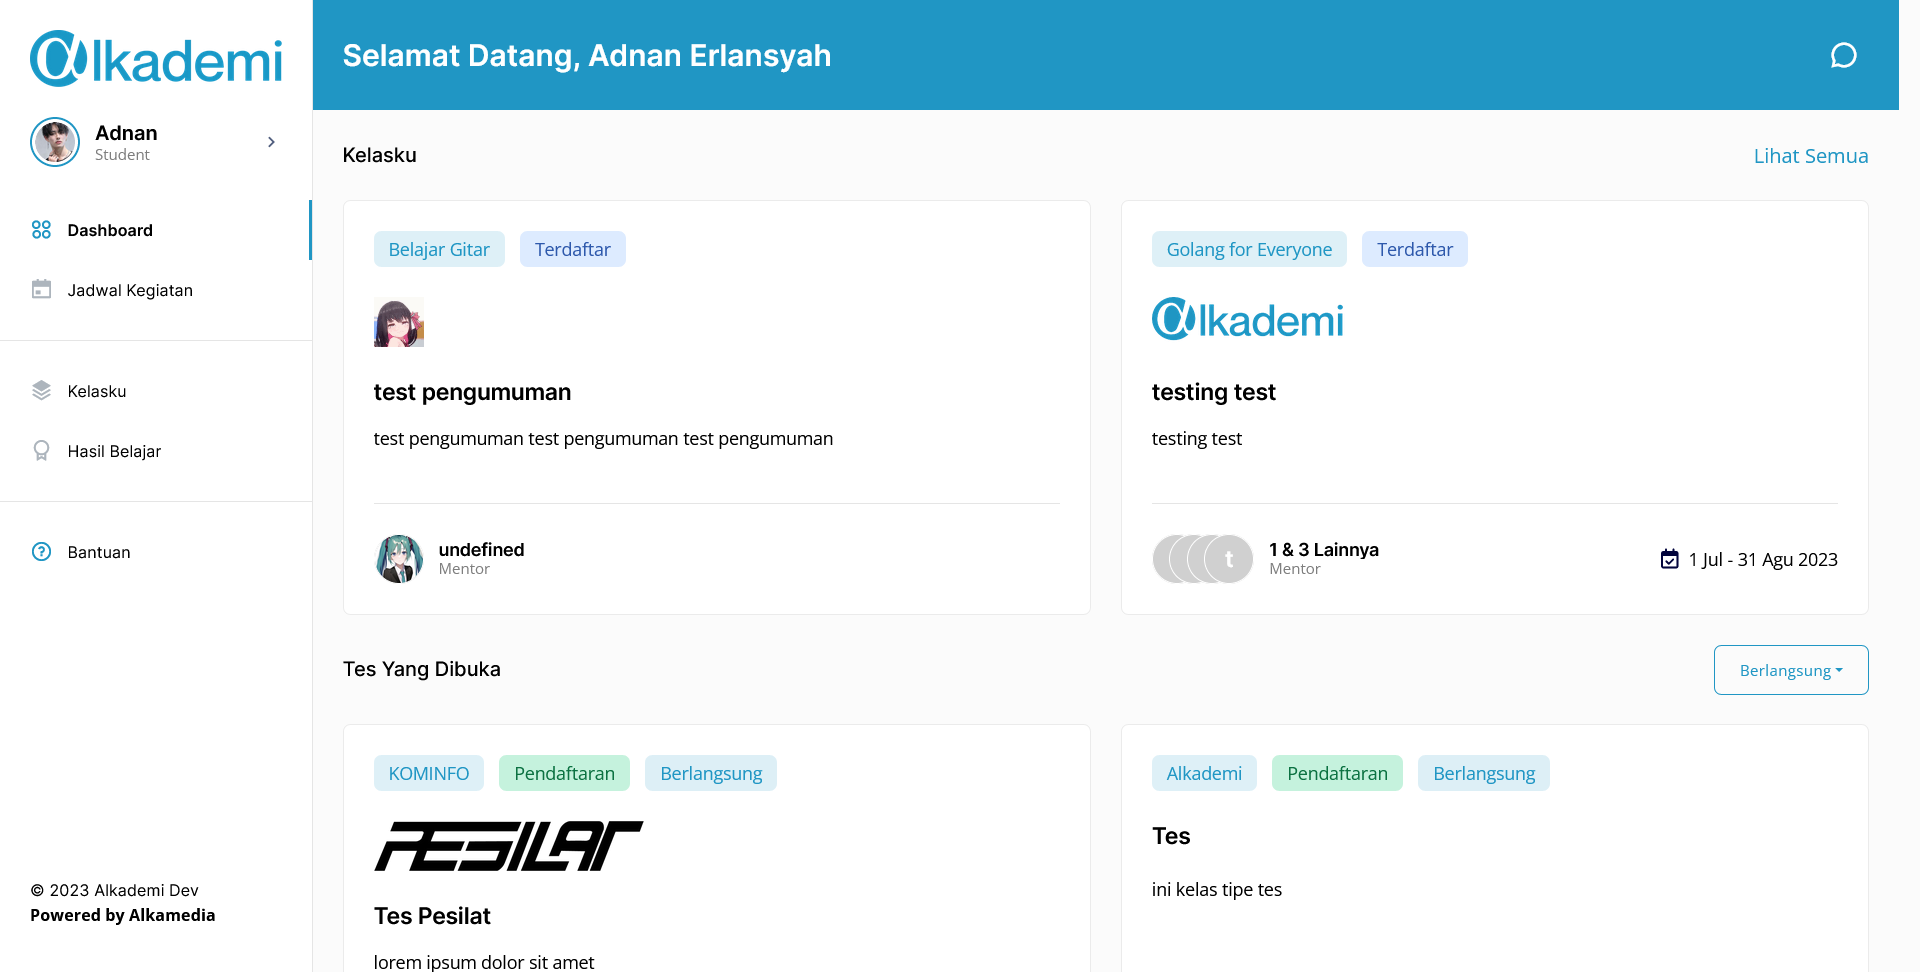 Alkademi
Adnan
Student
Dashboard
Jadwal Kegiatan
Kelasku
Hasil Belajar
Bantuan
© 2023 Alkademi Dev
Powered by Alkamedia
Selamat Datang, Adnan Erlansyah
Kelasku
Lihat Semua
Belajar Gitar
Terdaftar
test pengumuman
test pengumuman test pengumuman test pengumuman
undefined
Mentor
Golang for Everyone
Terdaftar
Alkademi
testing test
testing test
t
1 & 3 Lainnya
Mentor
1 Jul - 31 Agu 2023
Tes Yang Dibuka
Berlangsung
KOMINFO
Pendaftaran
Berlangsung
PESILAT
Tes Pesilat
lorem ipsum dolor sit amet
Alkademi
Pendaftaran
Berlangsung
Tes
ini kelas tipe tes